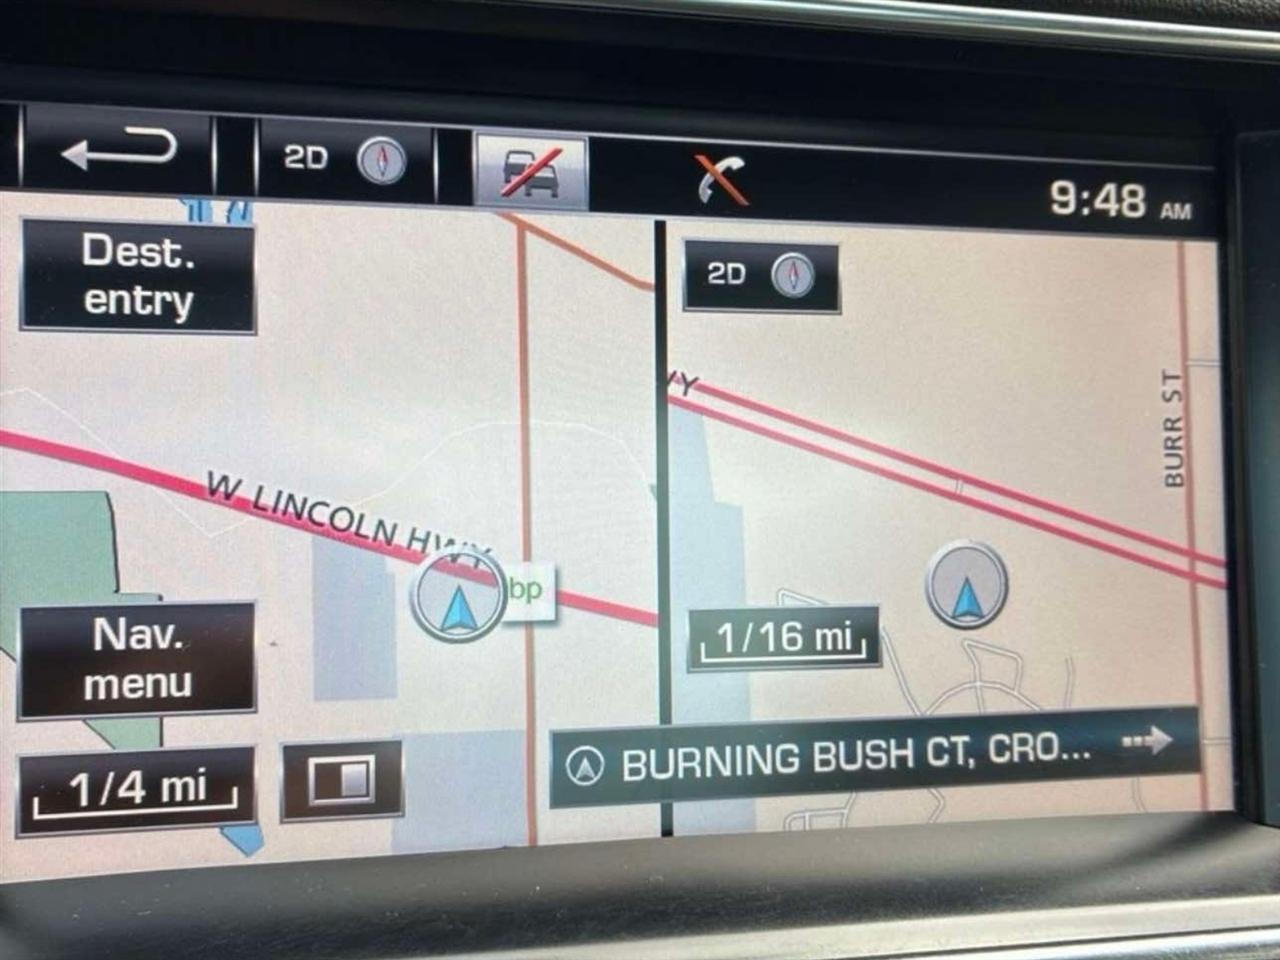 2D
9:48 AM
Dest.
entry
2D
W LINCOLN HWY
VY
BURR ST
bp
Nav.
menu
1/16 mi
1/4 mi
BURNING BUSH CT, CRO...